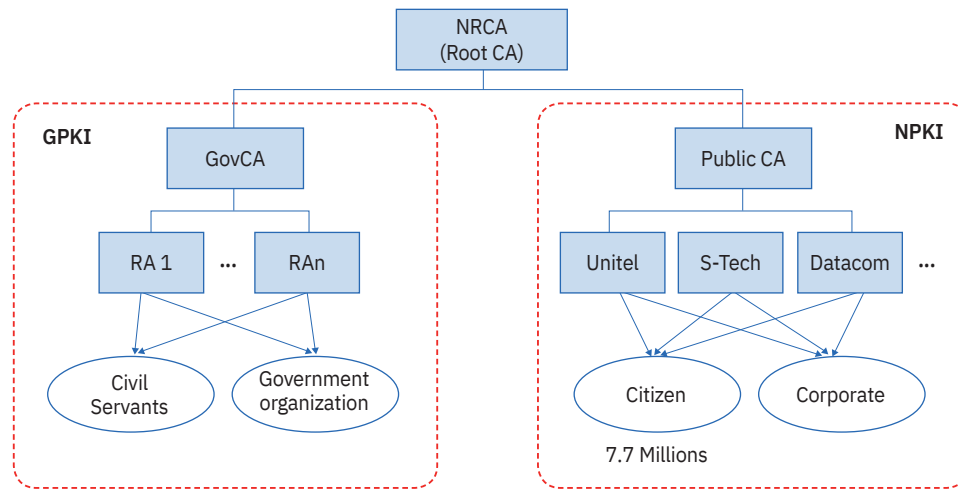 NRCA
(Root CA)
GPKI
NPKI
GovCA
Public CA
RA 1
...
RAn
Unitel
S-Tech
Datacom
...
Civil
Servants
Government
organization
Citizen
Corporate
7.7 Millions